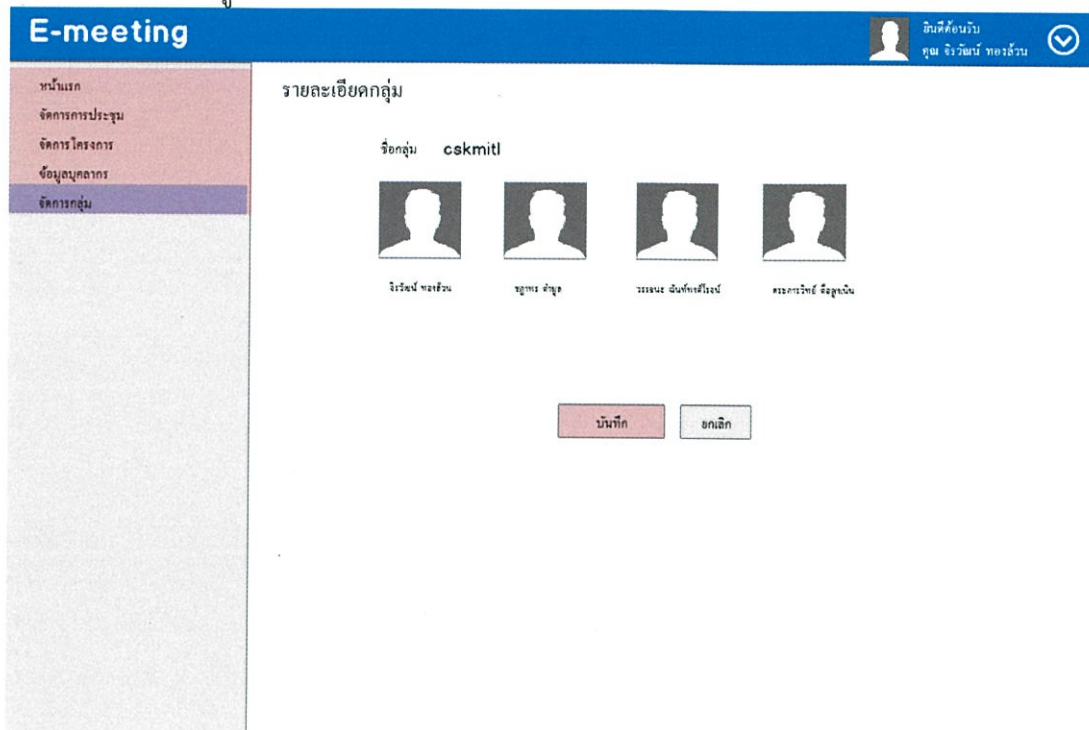 E-meeting
ยินดีต้อนรับ
คุณ จิรวัฒน์ ทองล้วน
หน้าแรก
จัดการการประชุม
จัดการโครงการ
ข้อมูลบุคลากร
จัดการกลุ่ม
รายละเอียดกลุ่ม
ชื่อกลุ่ม cskmitl
จิรวัฒน์ ทองล้วน
บันทึก ยกเลิก